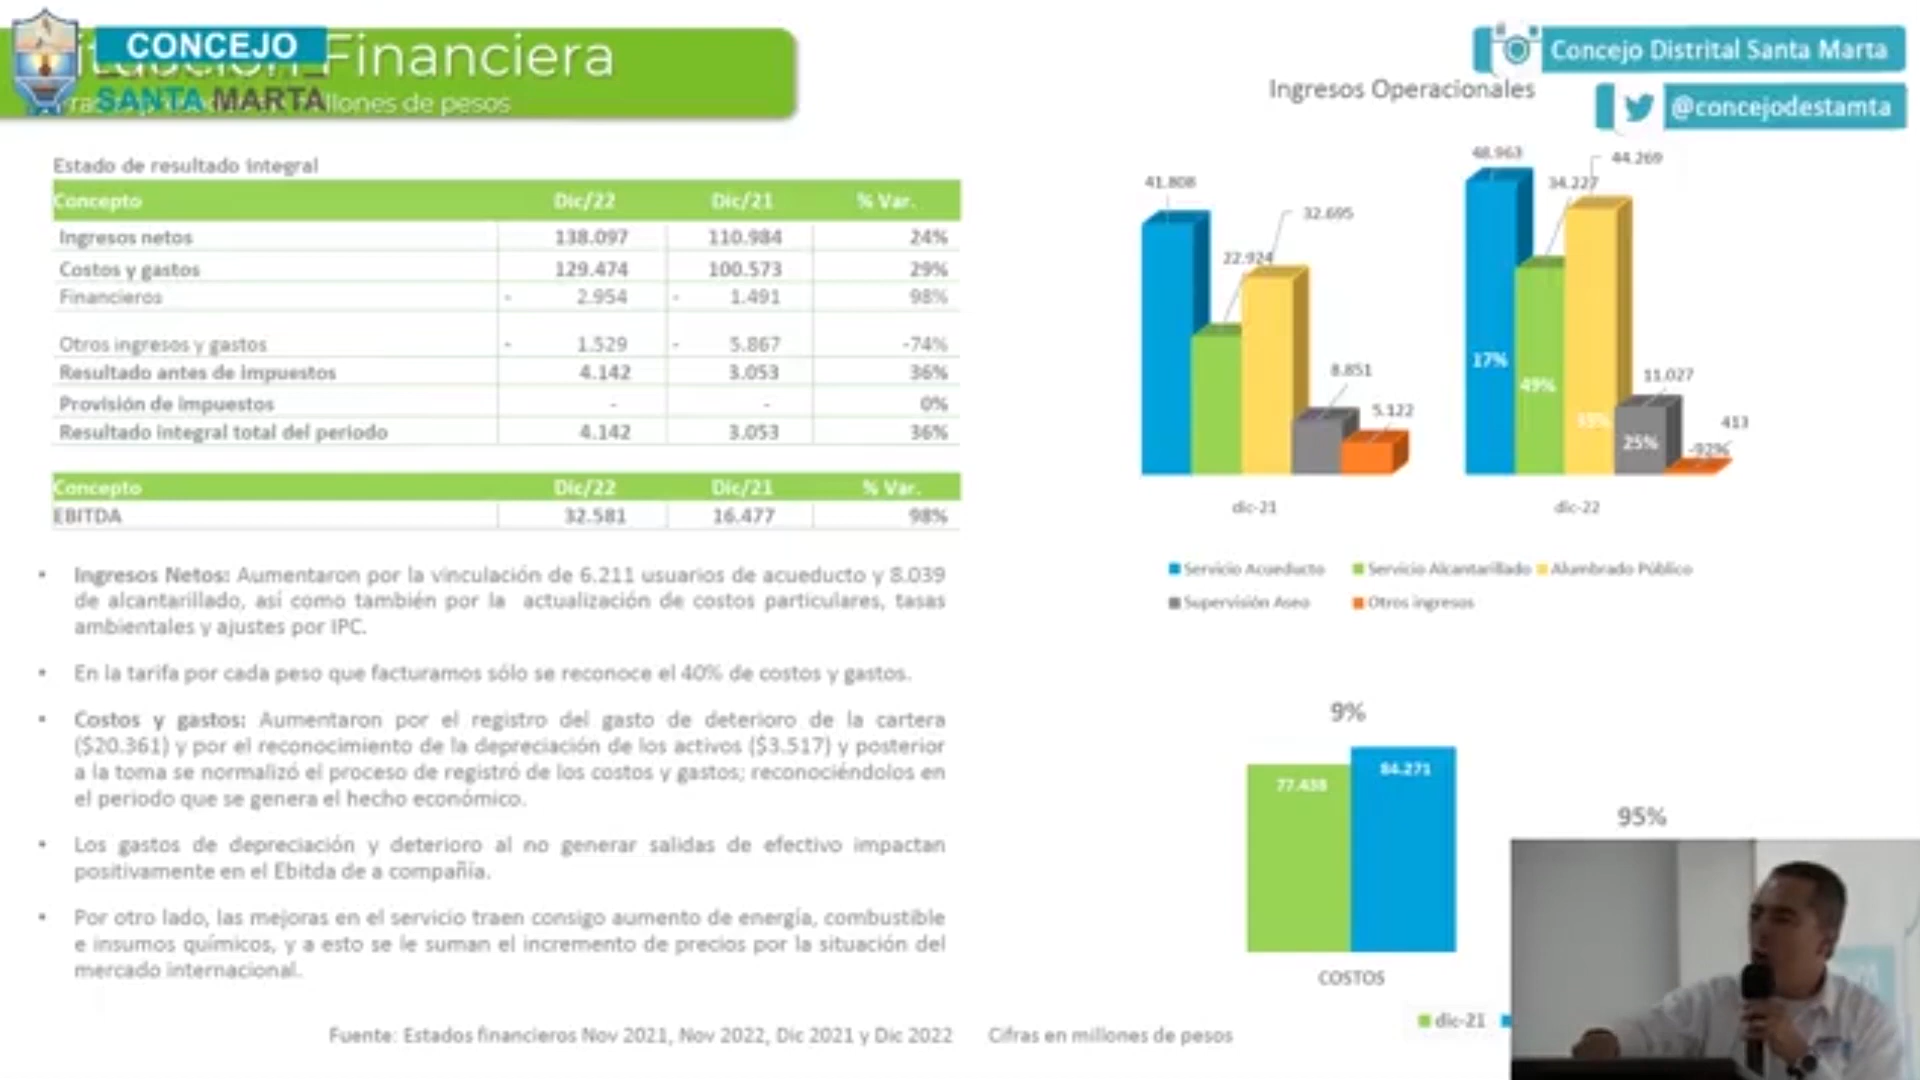 Financiera
CONCEJO
SANTA MARTA
millones de pesos
Concejo Distrital Santa Marta
@concejodestamta
Estado de resultado integral
Concepto Dic/22 Dic/21 % Var.
Ingresos netos 138.097 110.984 24%
Costos y gastos 129.474 100.573 29%
Financieros - 2.954 - 1.491 98%
Otros ingresos y gastos - 1.529 - 5.867 -74%
Resultado antes de impuestos 4.142 3.053 36%
Provisión de impuestos - - 0%
Resultado integral total del periodo 4.142 3.053 36%
Concepto Dic/22 Dic/21 % Var.
EBITDA 32.581 16.477 98%
• Ingresos Netos: Aumentaron por la vinculación de 6.211 usuarios de acueducto y 8.039
de alcantarillado, así como también por la actualización de costos particulares, tasas
ambientales y ajustes por IPC.
• En la tarifa por cada peso que facturamos sólo se reconoce el 40% de costos y gastos.
• Costos y gastos: Aumentaron por el registro del gasto de deterioro de la cartera
($20.361) y por el reconocimiento de la depreciación de los activos ($3.517) y posterior
a la toma se normalizó el proceso de registró de los costos y gastos; reconociéndolos en
el periodo que se genera el hecho económico.
• Los gastos de depreciación y deterioro al no generar salidas de efectivo impactan
positivamente en el Ebitda de a compañía.
• Por otro lado, las mejoras en el servicio traen consigo aumento de energía, combustible
e insumos químicos, y a esto se le suman el incremento de precios por la situación del
mercado internacional.
Fuente: Estados financieros Nov 2021, Nov 2022, Dic 2021 y Dic 2022 Cifras en millones de pesos
Ingresos Operacionales
41.808
22.924
32.695
8.851
5.122
48.963
34.227
44.269
11.027
413
17%
49%
35%
25%
-92%
dic-21 dic-22
Servicio Acueducto Servicio Alcantarillado Alumbrado Público
Supervisión Aseo Otros ingresos
9%
77.438
84.271
95%
COSTOS
dic-21